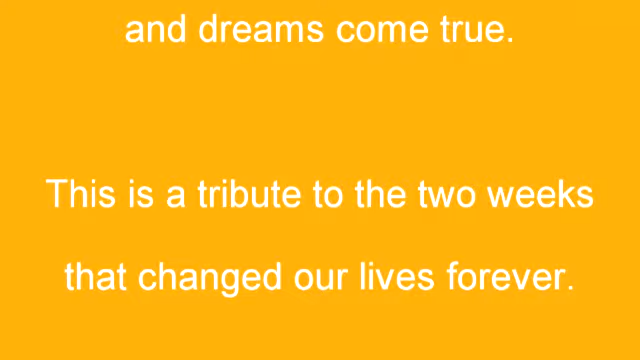 and dreams come true.
This is a tribute to the two weeks
that changed our lives forever.